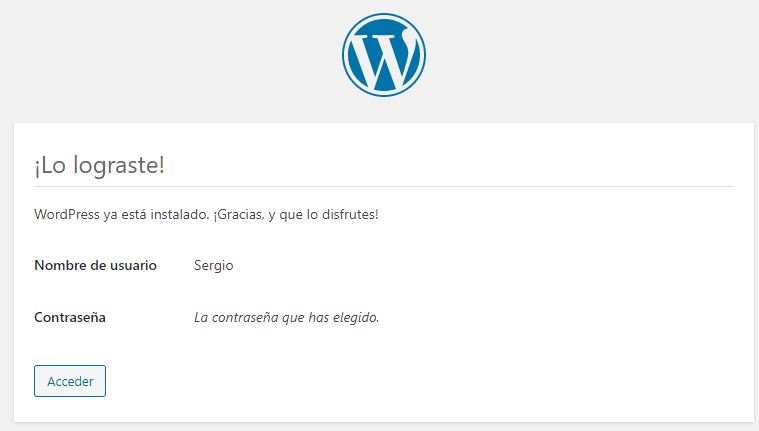 ¡Lo lograste!
WordPress ya está instalado. ¡Gracias, y que lo disfrutes!
Nombre de usuario Sergio
Contraseña La contraseña que has elegido.
Acceder